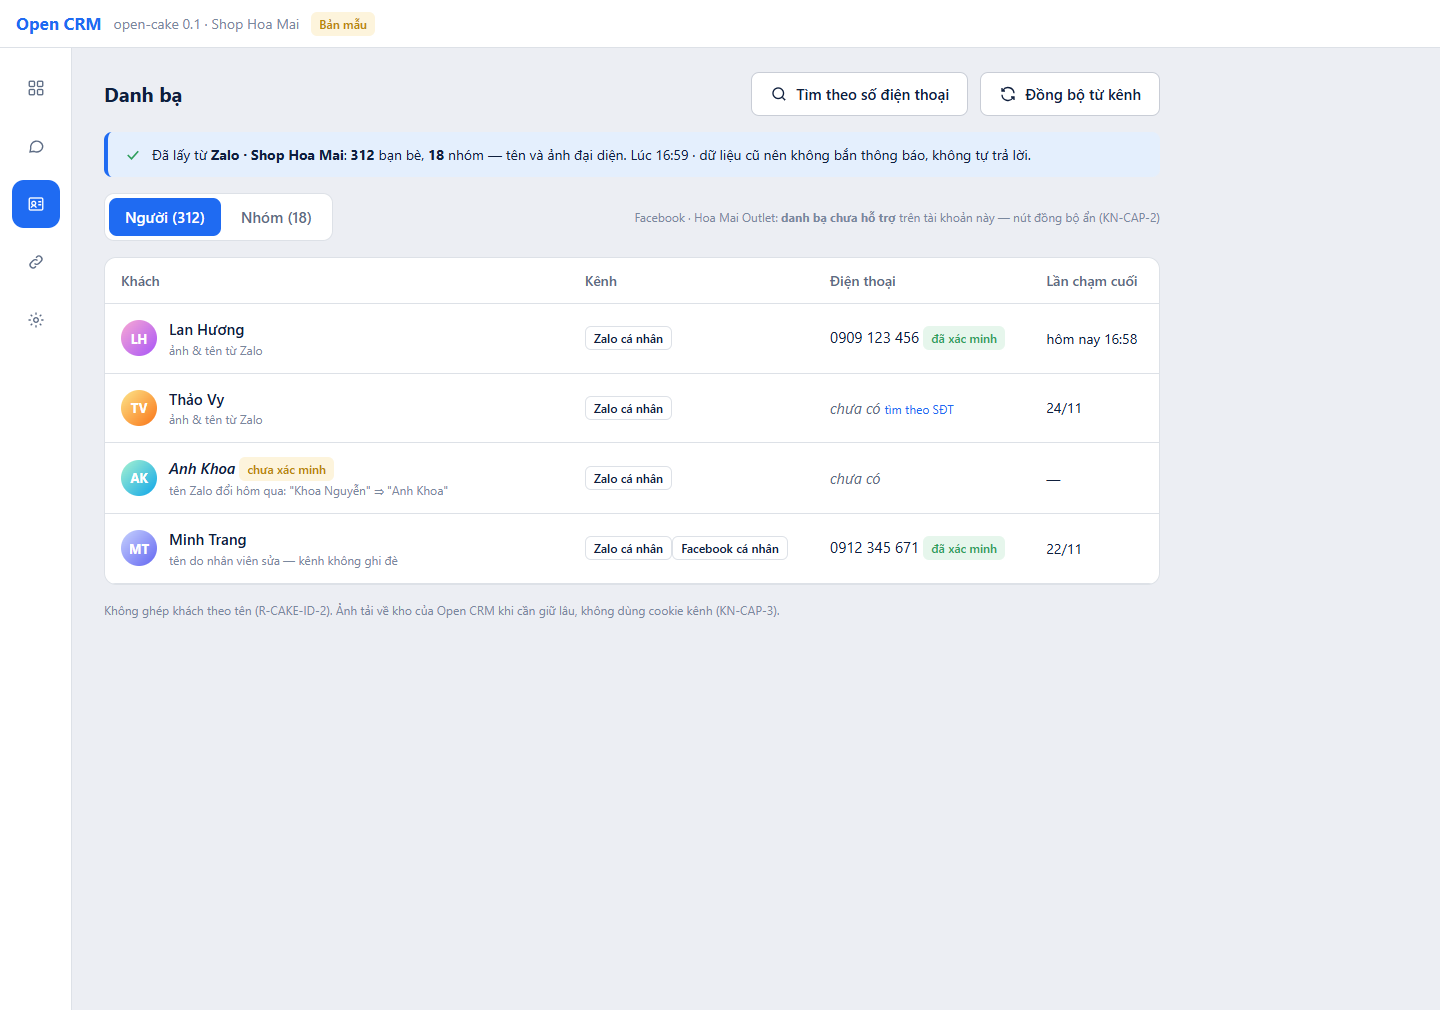 Open CRM open-cake 0.1 · Shop Hoa Mai Bản mẫu
Danh bạ
Tìm theo số điện thoại
Đồng bộ từ kênh
Đã lấy từ Zalo · Shop Hoa Mai: 312 bạn bè, 18 nhóm — tên và ảnh đại diện. Lúc 16:59 · dữ liệu cũ nên không bắn thông báo, không tự trả lời.
Người (312) Nhóm (18)
Facebook · Hoa Mai Outlet: danh bạ chưa hỗ trợ trên tài khoản này — nút đồng bộ ẩn (KN-CAP-2)
Khách Kênh Điện thoại Lần chạm cuối
LH Lan Hương
ảnh & tên từ Zalo
Zalo cá nhân
0909 123 456 đã xác minh
hôm nay 16:58
TV Thảo Vy
ảnh & tên từ Zalo
Zalo cá nhân
chưa có tìm theo SĐT
24/11
AK Anh Khoa chưa xác minh
tên Zalo đổi hôm qua: "Khoa Nguyễn" ⇒ "Anh Khoa"
Zalo cá nhân
chưa có
—
MT Minh Trang
tên do nhân viên sửa — kênh không ghi đè
Zalo cá nhân Facebook cá nhân
0912 345 671 đã xác minh
22/11
Không ghép khách theo tên (R-CAKE-ID-2). Ảnh tải về kho của Open CRM khi cần giữ lâu, không dùng cookie kênh (KN-CAP-3).